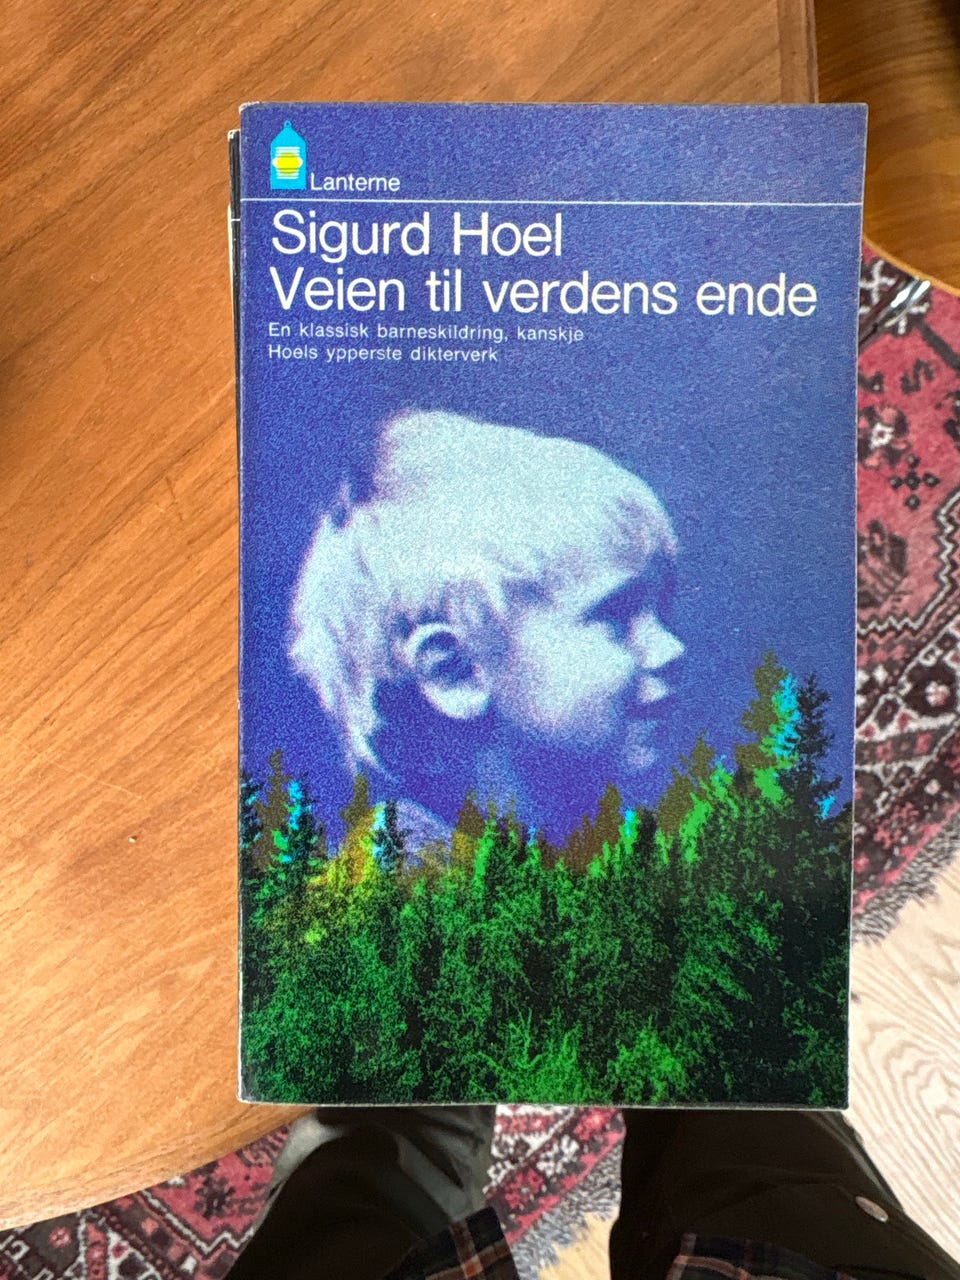 Lanterne
Sigurd Hoel
Veien til verdens ende
En klassisk barneskildring, kanskje
Hoels ypperste dikterverk